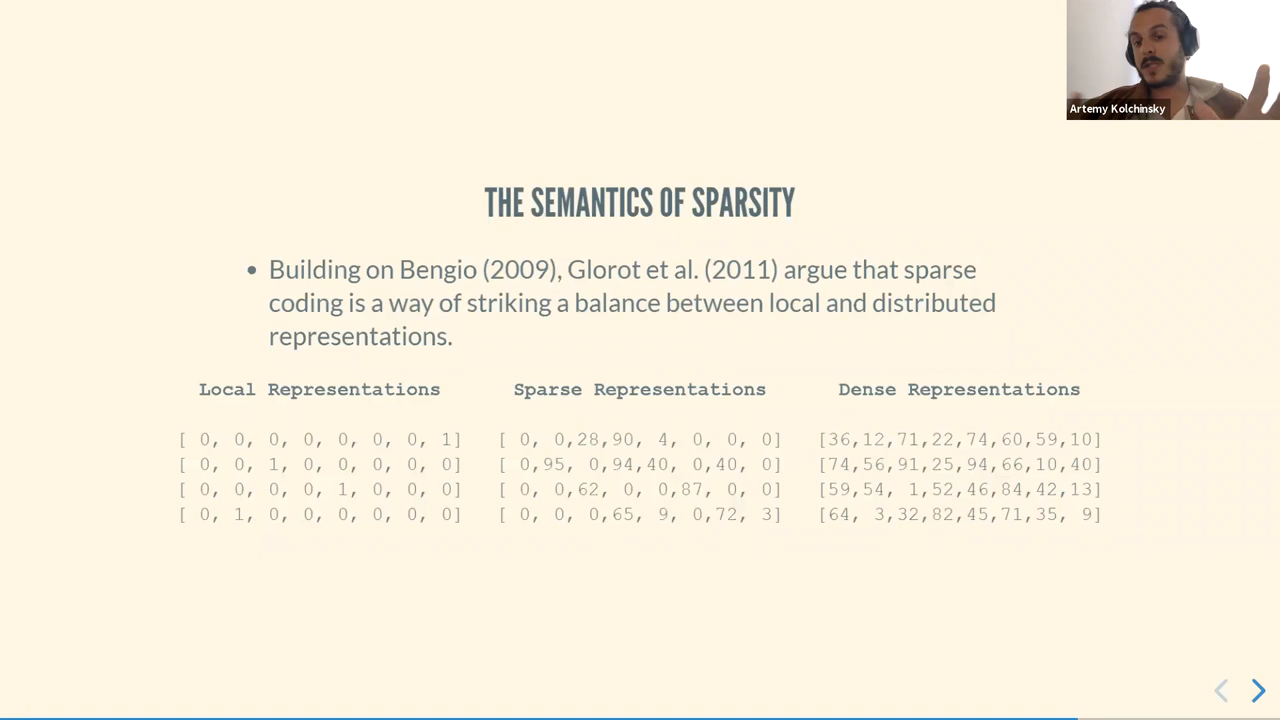 Artemy Kolchinsky
THE SEMANTICS OF SPARSITY
• Building on Bengio (2009), Glorot et al. (2011) argue that sparse
coding is a way of striking a balance between local and distributed
representations.
Local Representations Sparse Representations Dense Representations
[ 0, 0, 0, 0, 0, 0, 0, 1] [ 0, 0,28,90, 4, 0, 0, 0] [36,12,71,22,74,60,59,10]
[ 0, 0, 1, 0, 0, 0, 0, 0] [ 0,95, 0,94,40, 0,40, 0] [74,56,91,25,94,66,10,40]
[ 0, 0, 0, 0, 1, 0, 0, 0] [ 0, 0,62, 0, 0,87, 0, 0] [59,54, 1,52,46,84,42,13]
[ 0, 1, 0, 0, 0, 0, 0, 0] [ 0, 0, 0,65, 9, 0,72, 3] [64, 3,32,82,45,71,35, 9]